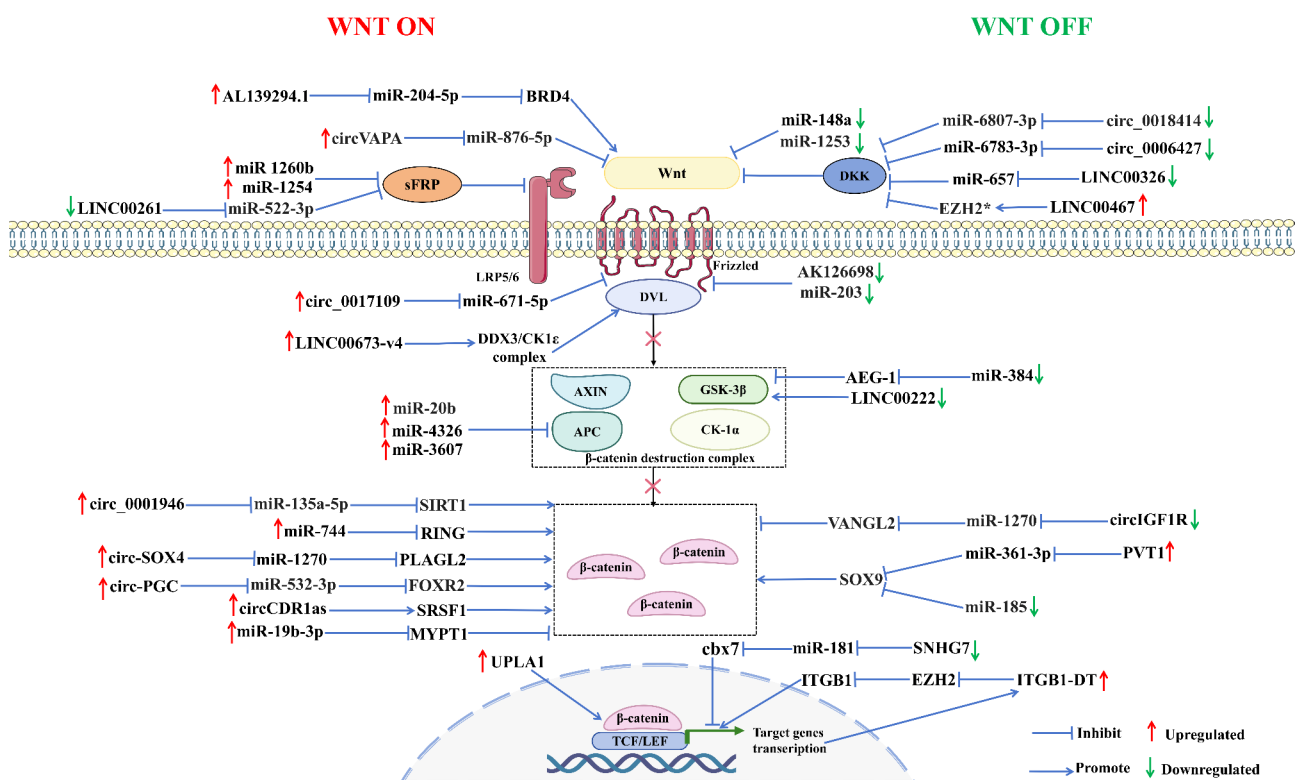 WNT ON
WNT OFF
AL139294.1 miR-204-5p BRD4
circVAPA miR-876-5p
miR 1260b
miR-1254
LINC00261 miR-522-3p
sFRP
Wnt
miR-148a
miR-1253
DKK
miR-6807-3p circ_0018414
miR-6783-3p circ_0006427
miR-657 LINC00326
EZH2* LINC00467
LRP5/6
Frizzled
AK126698
miR-203
circ_0017109 miR-671-5p
DVL
LINC00673-v4 DDX3/CK1ε
complex
AXIN GSK-3β
APC CK-1α
β-catenin destruction complex
AEG-1 miR-384
LINC00222
miR-20b
miR-4326
miR-3607
circ_0001946 miR-135a-5p SIRT1
miR-744 RING
circ-SOX4 miR-1270 PLAGL2
circ-PGC miR-532-3p FOXR2
circCDR1as SRSF1
miR-19b-3p MYPT1
β-catenin
β-catenin
β-catenin
VANGL2 miR-1270 circIGF1R
miR-361-3p PVT1
SOX9
miR-185
UPLA1
cbx7 miR-181 SNHG7
ITGB1 EZH2 ITGB1-DT
β-catenin
TCF/LEF
Target genes
transcription
Inhibit Upregulated
Promote Downregulated